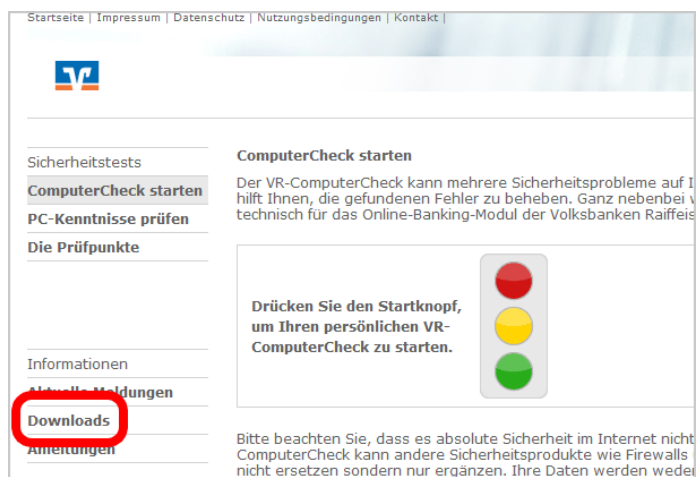 Startseite | Impressum | Datenschutz | Nutzungsbedingungen | Kontakt |
Sicherheitstests
ComputerCheck starten
PC-Kenntnisse prüfen
Die Prüfpunkte
Informationen
Aktuelle Meldungen
Downloads
Anleitungen
ComputerCheck starten
Der VR-ComputerCheck kann mehrere Sicherheitsprobleme auf
hilft Ihnen, die gefundenen Fehler zu beheben. Ganz nebenbei
technisch für das Online-Banking-Modul der Volksbanken Raiffeis
Drücken Sie den Startknopf,
um Ihren persönlichen VR-
ComputerCheck zu starten.
Bitte beachten Sie, dass es absolute Sicherheit im Internet nicht
ComputerCheck kann andere Sicherheitsprodukte wie Firewalls
nicht ersetzen sondern nur ergänzen. Ihre Daten werden weder